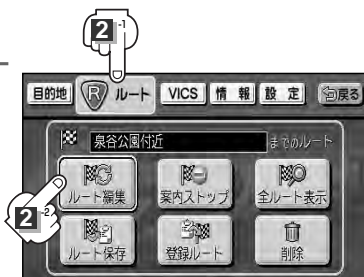 2-1
目的地 R ルート VICS 情 報 設 定 戻る
泉谷公園付近 までのルート
ルート編集 案内ストップ 全ルート表示
2-2
ルート保存 登録ルート 削除